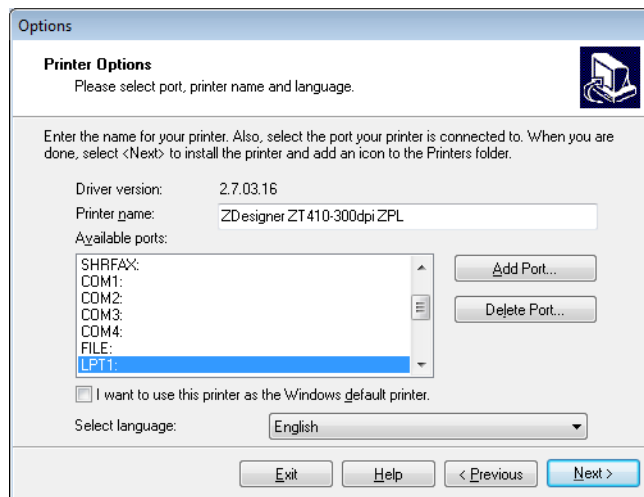 Options
Printer Options
Please select port, printer name and language.
Enter the name for your printer. Also, select the port your printer is connected to. When you are
done, select <Next> to install the printer and add an icon to the Printers folder.
Driver version: 2.7.03.16
Printer name: ZDesigner ZT410-300dpi ZPL
Available ports:
SHRFAX:
COM1:
COM2:
COM3:
COM4:
FILE:
LPT1:
Add Port...
Delete Port...
I want to use this printer as the Windows default printer.
Select language: English
Exit Help < Previous Next >